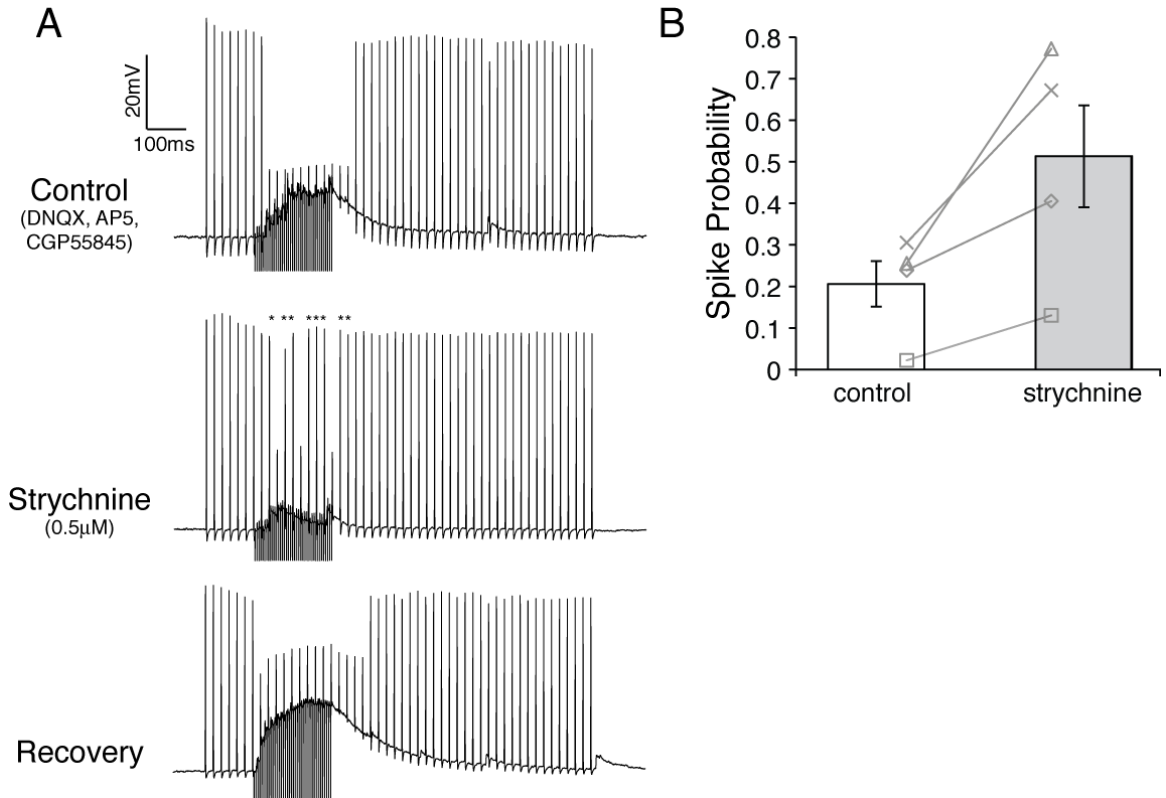 A
20mV
100ms
Control
(DNQX, AP5,
CGP55845)
* ** *** **
Strychnine
(0.5μM)
Recovery
B
Spike Probability
0.8
0.7
0.6
0.5
0.4
0.3
0.2
0.1
0
control strychnine